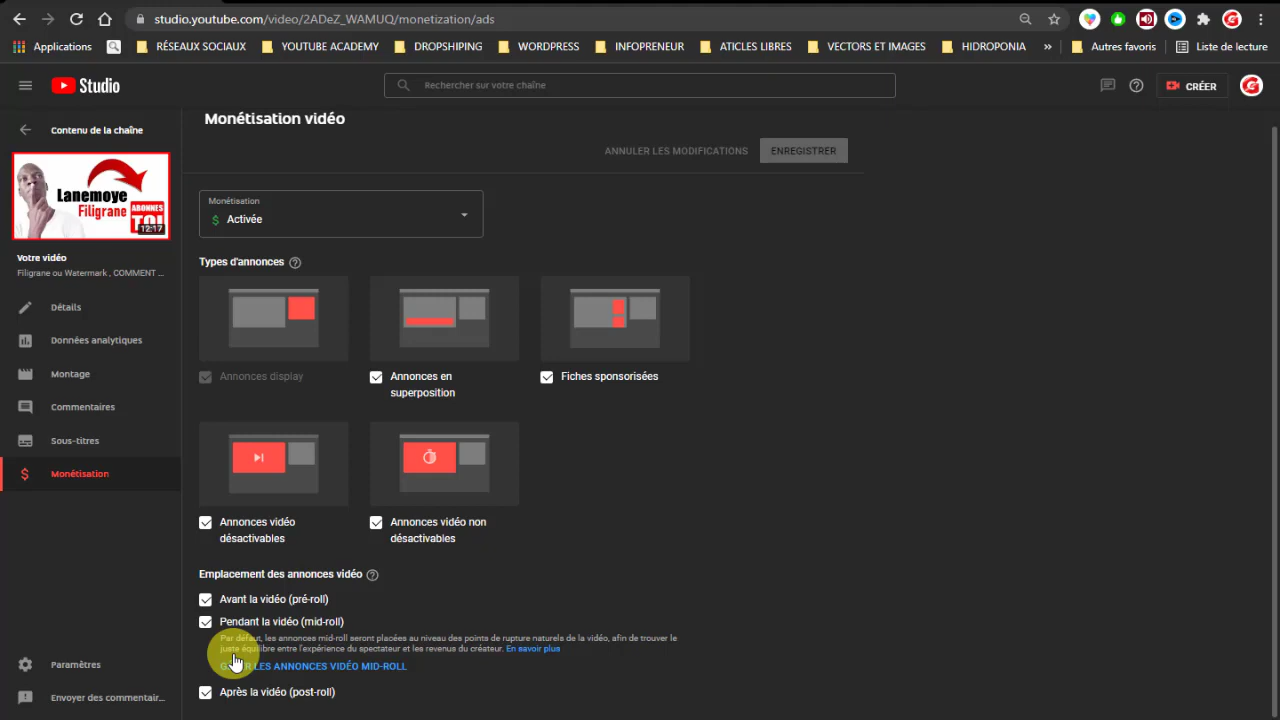 studio.youtube.com/video/2ADeZ_WAMUQ/monetization/ads
Applications
RÉSEAUX SOCIAUX
YOUTUBE ACADEMY
DROPSHIPING
WORDPRESS
INFOPRENEUR
ATICLES LIBRES
VECTORS ET IMAGES
HIDROPONIA
»
Autres favoris
Liste de lecture
Studio
Rechercher sur votre chaîne
CRÉER
Contenu de la chaîne
Lanemoye
Filigrane
ABONNES
TOI
12:17
Votre vidéo
Filigrane ou Watermark , COMMENT ...
Détails
Données analytiques
Montage
Commentaires
Sous-titres
Monétisation
Paramètres
Envoyer des commentair...
Monétisation vidéo
ANNULER LES MODIFICATIONS
ENREGISTRER
Monétisation
Activée
Types d'annonces
Annonces display
Annonces en
superposition
Fiches sponsorisées
Annonces vidéo
désactivables
Annonces vidéo non
désactivables
Emplacement des annonces vidéo
Avant la vidéo (pré-roll)
Pendant la vidéo (mid-roll)
Par défaut, les annonces mid-roll seront placées au niveau des points de rupture naturels de la vidéo, afin de trouver le
juste équilibre entre l'expérience du spectateur et les revenus du créateur. En savoir plus
LES ANNONCES VIDÉO MID-ROLL
Après la vidéo (post-roll)